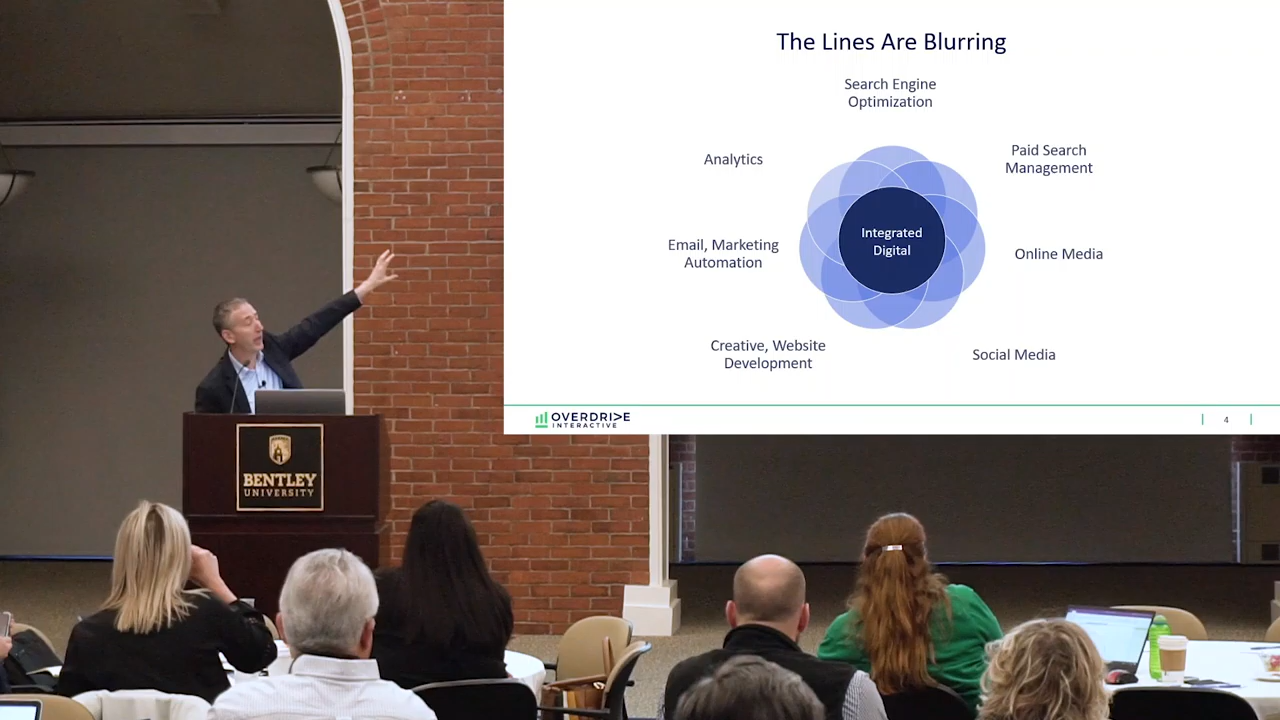 The Lines Are Blurring
Search Engine
Optimization
Analytics
Paid Search
Management
Email, Marketing
Automation
Integrated
Digital
Online Media
Creative, Website
Development
Social Media
OVERDRIVE
INTERACTIVE
4
BENTLEY
UNIVERSITY